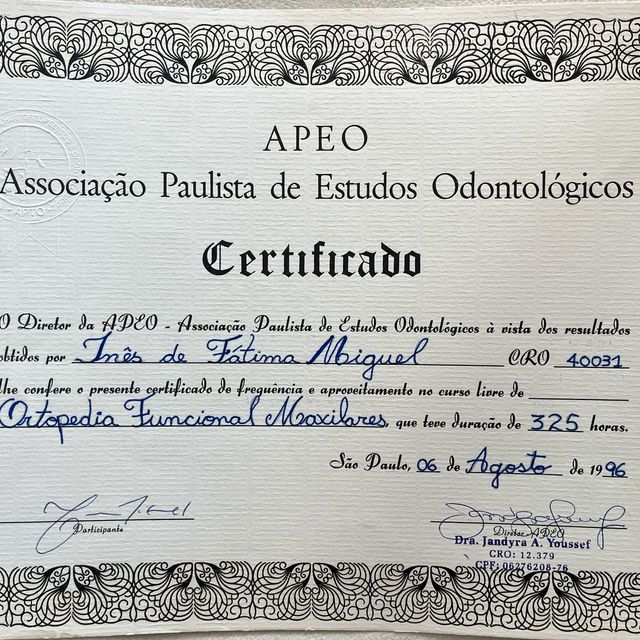 APEO
Associação Paulista de Estudos Odontológicos
Certificado
O Diretor da APEO - Associação Paulista de Estudos Odontológicos à vista dos resultados
obtidos por Inês de Fátima Miguel CRO 40031
lhe confere o presente certificado de frequência e aproveitamento no curso livre de
Ortopedia Funcional Maxilares, que teve duração de 325 horas.
São Paulo, 06 de Agosto de 1996
Participante
Diretor APEO
Dra. Jandyra A. Youssef
CRO: 12.379
CPF: 06276208-76